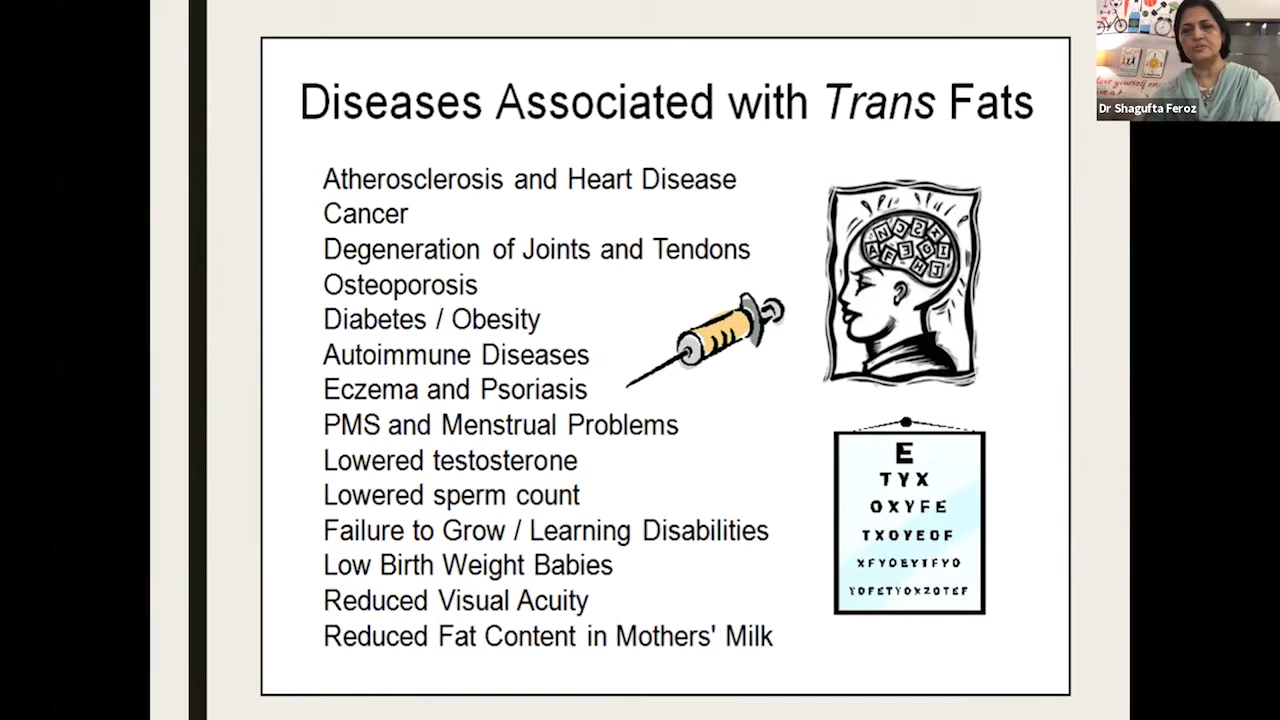 Diseases Associated with Trans Fats
Atherosclerosis and Heart Disease
Cancer
Degeneration of Joints and Tendons
Osteoporosis
Diabetes / Obesity
Autoimmune Diseases
Eczema and Psoriasis
PMS and Menstrual Problems
Lowered testosterone
Lowered sperm count
Failure to Grow / Learning Disabilities
Low Birth Weight Babies
Reduced Visual Acuity
Reduced Fat Content in Mothers' Milk
E
TYX
OXYFE
Dr Shagufta Feroz